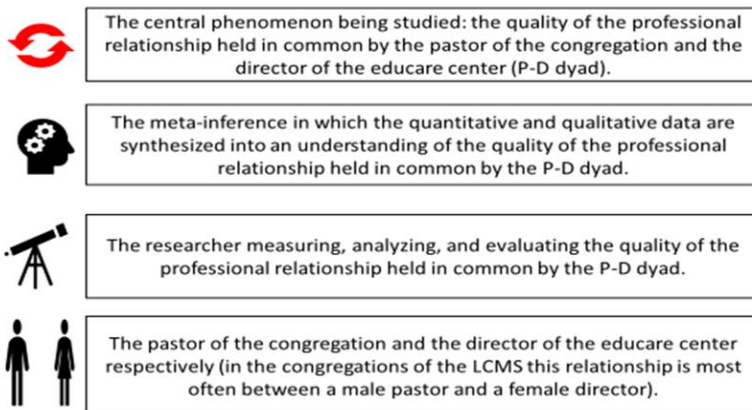 The central phenomenon being studied: the quality of the professional
relationship held in common by the pastor of the congregation and the
director of the educare center (P-D dyad).
The meta-inference in which the quantitative and qualitative data are
synthesized into an understanding of the quality of the professional
relationship held in common by the P-D dyad.
The researcher measuring, analyzing, and evaluating the quality of the
professional relationship held in common by the P-D dyad.
The pastor of the congregation and the director of the educare center
respectively (in the congregations of the LCMS this relationship is most
often between a male pastor and a female director).